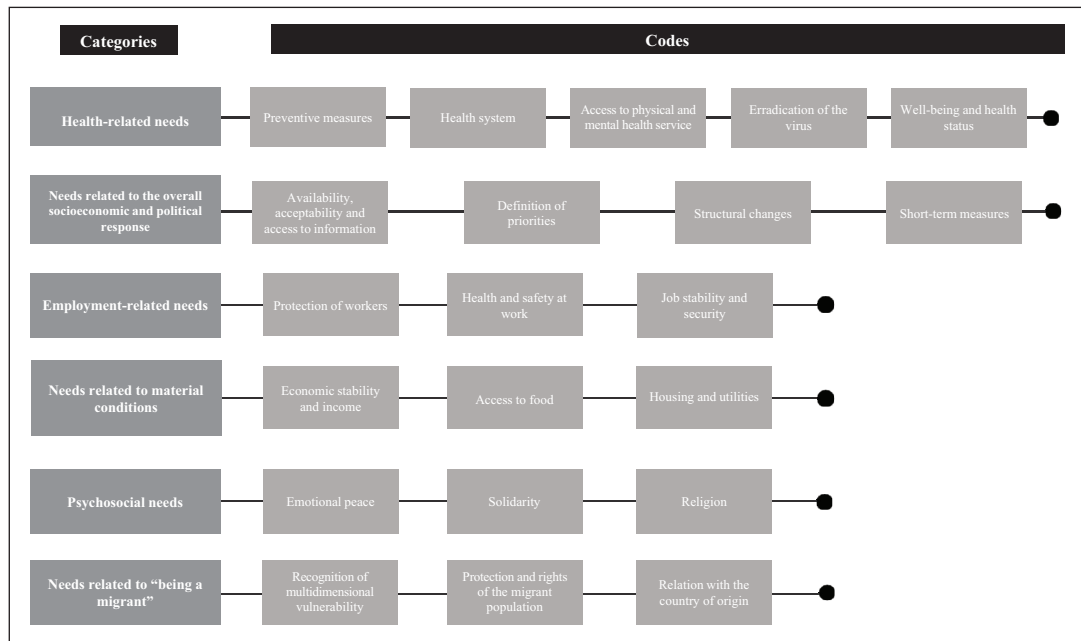 Categories
Codes
Health-related needs
Preventive measures
Health system
Access to physical and
mental health service
Erradication of the
virus
Well-being and health
status
Needs related to the overall
socioeconomic and political
response
Availability,
acceptability and
access to information
Definition of
priorities
Structural changes
Short-term measures
Employment-related needs
Protection of workers
Health and safety at
work
Job stability and
security
Needs related to material
conditions
Economic stability
and income
Access to food
Housing and utilities
Psychosocial needs
Emotional peace
Solidarity
Religion
Needs related to “being a
migrant”
Recognition of
multidimensional
vulnerability
Protection and rights
of the migrant
population
Relation with the
country of origin